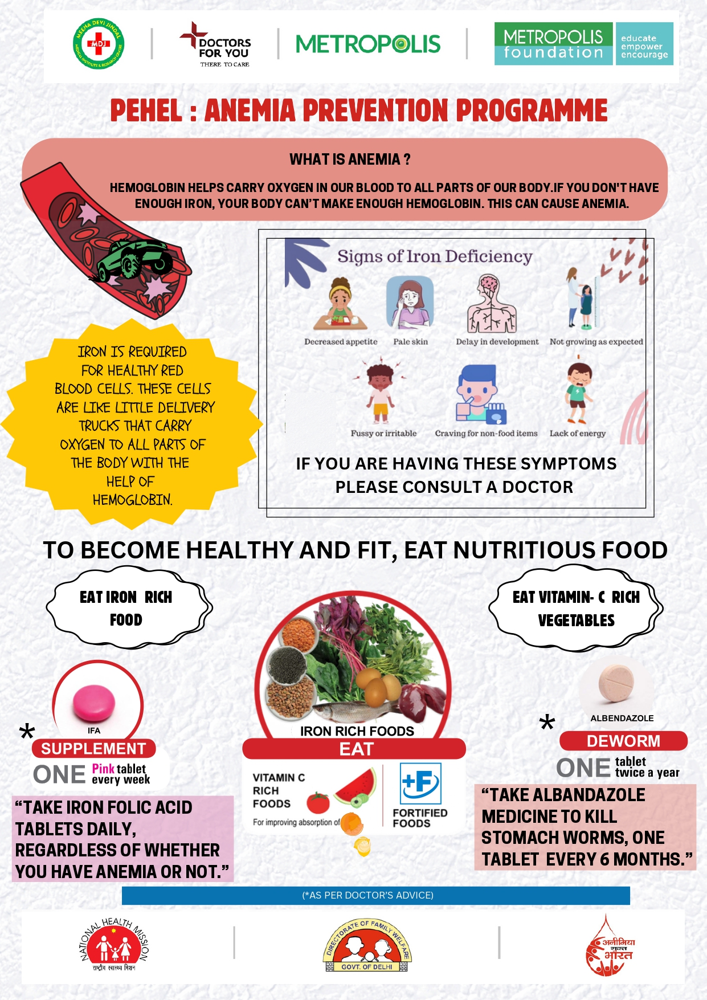 MEENA DEVI JINDAL
MDJ
MEDICAL INSTITUTE & RESEARCH CENTRE
DOCTORS
FOR YOU
THERE TO CARE
METROPOLIS
METROPOLIS
foundation
educate
empower
encourage
PEHEL : ANEMIA PREVENTION PROGRAMME
WHAT IS ANEMIA ?
HEMOGLOBIN HELPS CARRY OXYGEN IN OUR BLOOD TO ALL PARTS OF OUR BODY.IF YOU DON'T HAVE
ENOUGH IRON, YOUR BODY CAN'T MAKE ENOUGH HEMOGLOBIN. THIS CAN CAUSE ANEMIA.
Signs of Iron Deficiency
Decreased appetite
Pale skin
Delay in development
Not growing as expected
Fussy or irritable
Craving for non-food items
Lack of energy
IF YOU ARE HAVING THESE SYMPTOMS
PLEASE CONSULT A DOCTOR
IRON IS REQUIRED
FOR HEALTHY RED
BLOOD CELLS. THESE CELLS
ARE LIKE LITTLE DELIVERY
TRUCKS THAT CARRY
OXYGEN TO ALL PARTS OF
THE BODY WITH THE
HELP OF
HEMOGLOBIN.
TO BECOME HEALTHY AND FIT, EAT NUTRITIOUS FOOD
EAT IRON RICH
FOOD
EAT VITAMIN- C RICH
VEGETABLES
IFA
*
SUPPLEMENT
ONE Pink tablet
every week
"TAKE IRON FOLIC ACID
TABLETS DAILY,
REGARDLESS OF WHETHER
YOU HAVE ANEMIA OR NOT."
IRON RICH FOODS
EAT
VITAMIN C
RICH
FOODS
For improving absorption of
+F
FORTIFIED
FOODS
ALBENDAZOLE
*
DEWORM
ONE tablet
twice a year
"TAKE ALBANDAZOLE
MEDICINE TO KILL
STOMACH WORMS, ONE
TABLET EVERY 6 MONTHS."
(*AS PER DOCTOR'S ADVICE)
NATIONAL HEALTH MISSION
राष्ट्रीय स्वास्थ्य मिशन
DIRECTORATE OF FAMILY WELFARE
GOVT. OF DELHI
अनीमिया
मुक्त
भारत